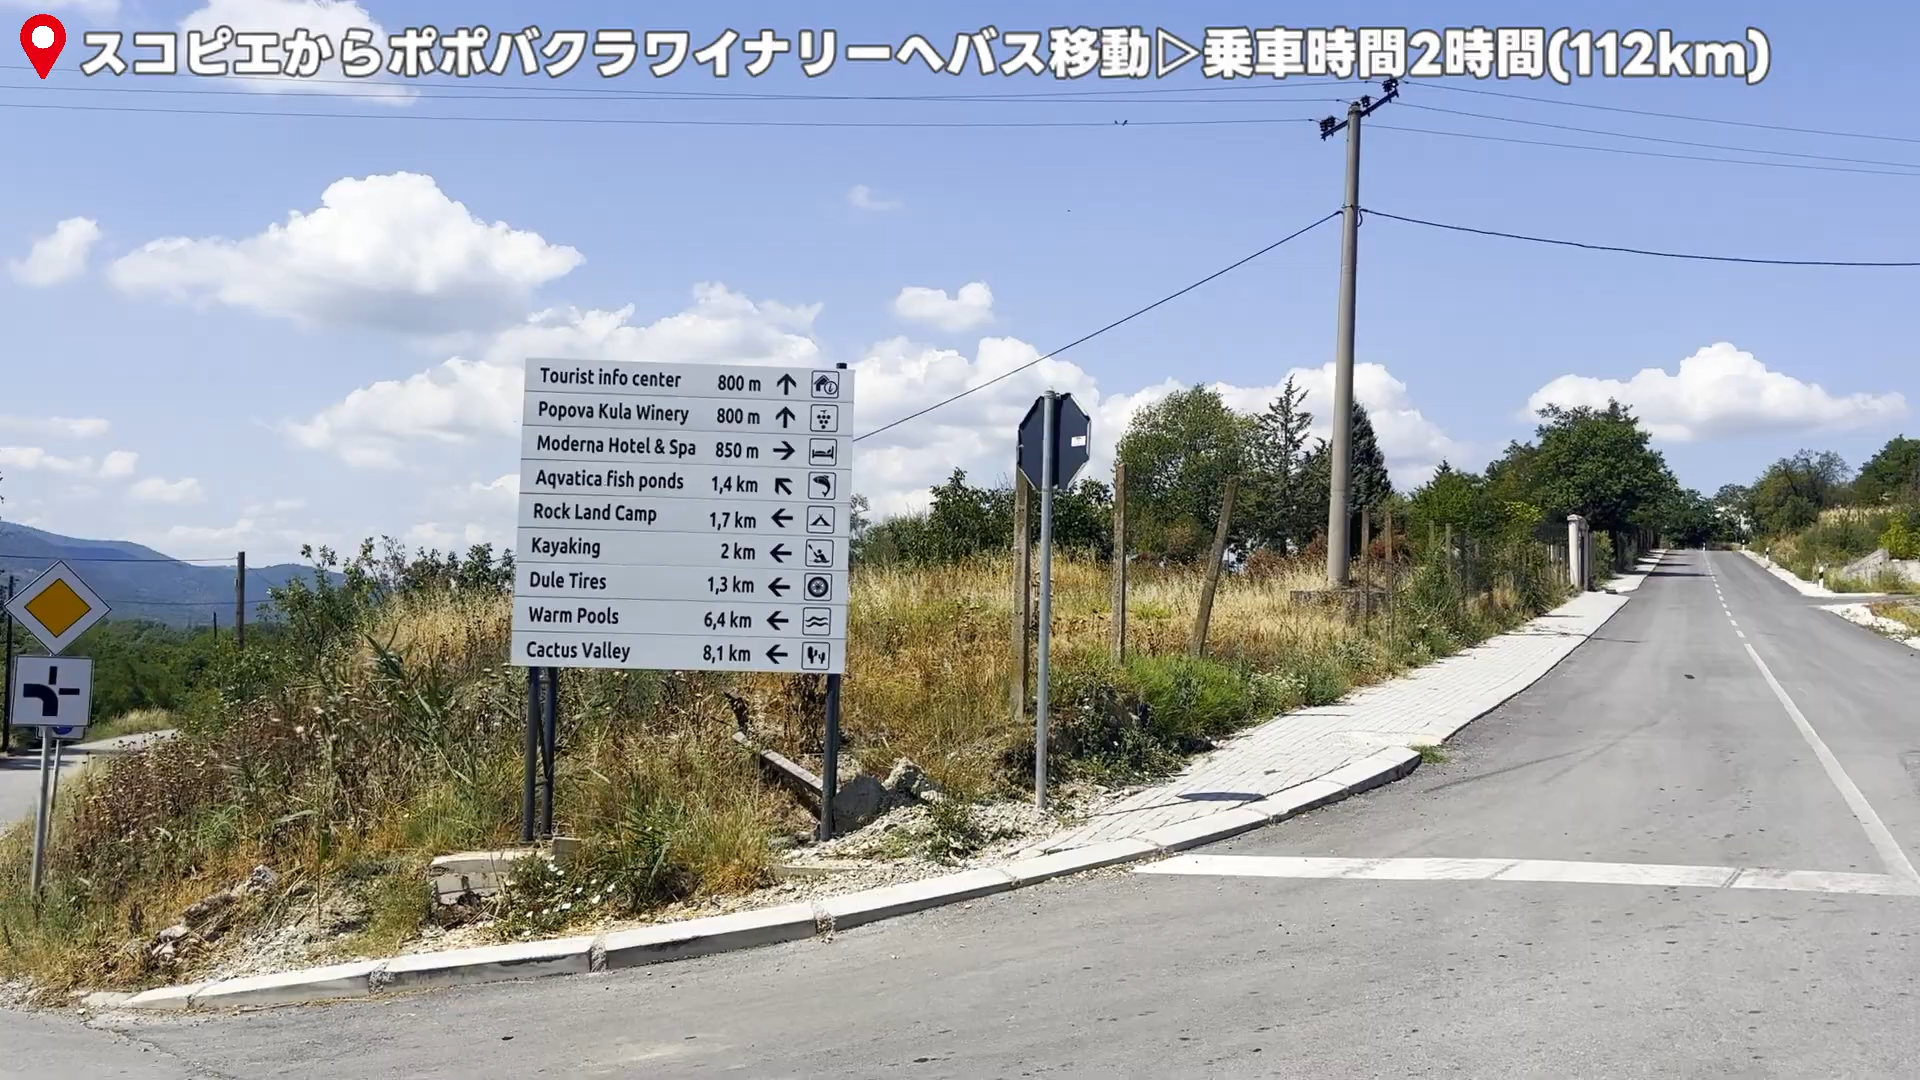 スコピエからポポバクラワイナリーへバス移動▷乗車時間2時間(112km)
Tourist info center 800 m ↑
Popova Kula Winery 800 m ↑
Moderna Hotel & Spa 850 m →
Aqvatica fish ponds 1,4 km ↖
Rock Land Camp 1,7 km ←
Kayaking 2 km ←
Dule Tires 1,3 km ←
Warm Pools 6,4 km ←
Cactus Valley 8,1 km ←